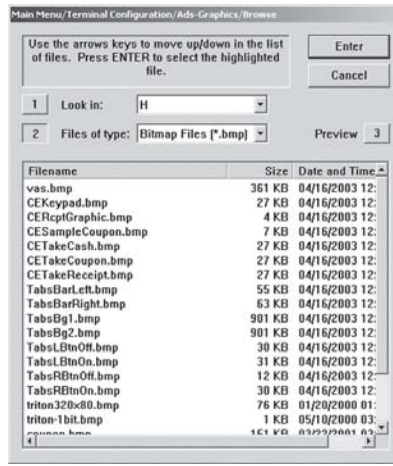 Main Menu/Terminal Configuration/Ads-Graphics/Browse
Use the arrows keys to move up/down in the list
of files. Press ENTER to select the highlighted
file.
Enter
Cancel
1 Look in: H
2 Files of type: Bitmap Files (*.bmp) Preview 3
Filename Size Date and Time
vas.bmp 361 KB 04/16/2003 12:
CEKeypad.bmp 27 KB 04/16/2003 12:
CERcptGraphic.bmp 4 KB 04/16/2003 12:
CESampleCoupon.bmp 7 KB 04/16/2003 12:
CETakeCash.bmp 27 KB 04/16/2003 12:
CETakeCoupon.bmp 27 KB 04/16/2003 12:
CETakeReceipt.bmp 27 KB 04/16/2003 12:
TabsBarLeft.bmp 55 KB 04/16/2003 12:
TabsBarRight.bmp 63 KB 04/16/2003 12:
TabsBg1.bmp 901 KB 04/16/2003 12:
TabsBg2.bmp 901 KB 04/16/2003 12:
TabsLBtnOff.bmp 30 KB 04/16/2003 12:
TabsLBtnOn.bmp 31 KB 04/16/2003 12:
TabsRBtnOff.bmp 12 KB 04/16/2003 12:
TabsRBtnOn.bmp 30 KB 04/16/2003 12:
triton320x80.bmp 76 KB 01/20/2000 01:
triton-1bit.bmp 1 KB 05/10/2000 03:
coupon.bmp 151 KB 03/22/2001 03: